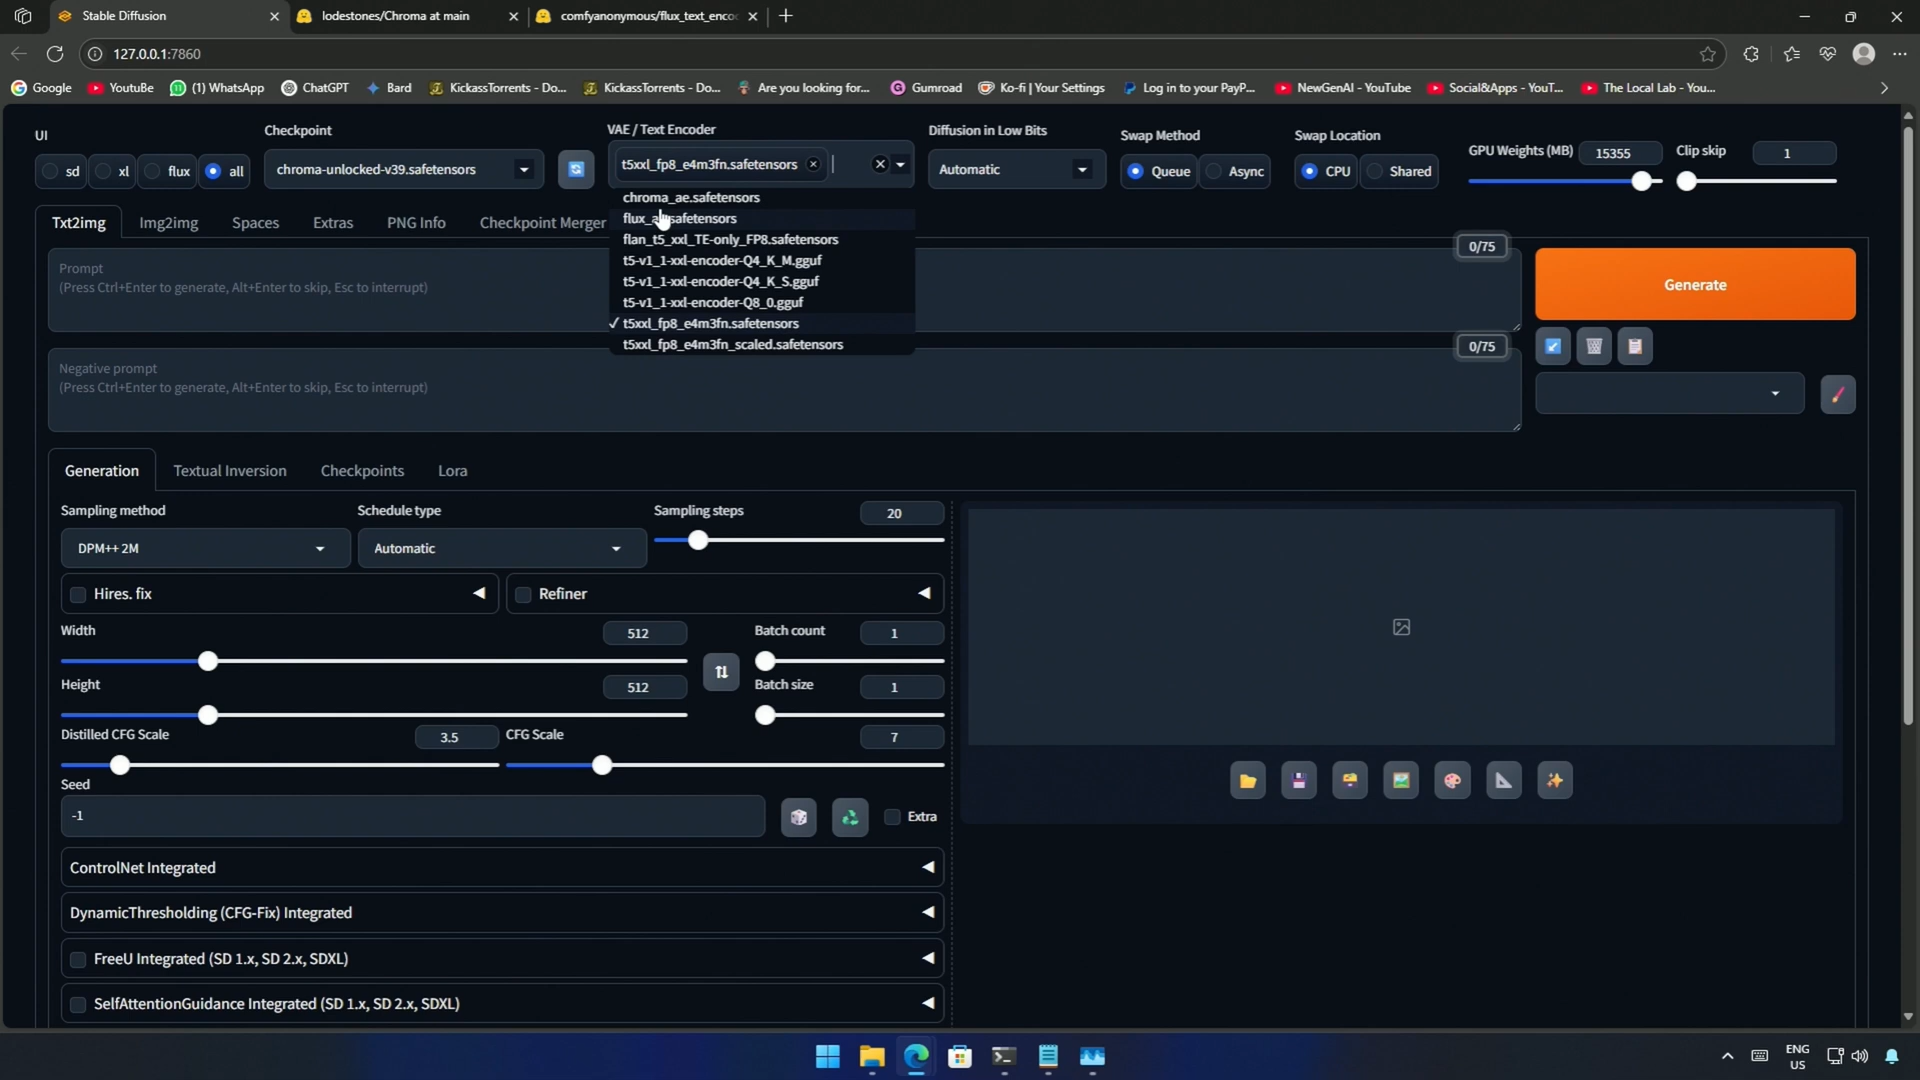 Stable Diffusion
lodestones/Chroma at main
comfyanonymous/flux_text_enco
127.0.0.1:7860
Google
YouTube
(1) WhatsApp
ChatGPT
Bard
KickassTorrents - Do...
KickassTorrents - Do...
Are you looking for...
Gumroad
Ko-fi | Your Settings
Log in to your PayP...
NewGenAI - YouTube
Social&Apps - YouT...
The Local Lab - You...
UI
sd
xl
flux
all
Checkpoint
chroma-unlocked-v39.safetensors
VAE / Text Encoder
t5xxl_fp8_e4m3fn.safetensors
Diffusion in Low Bits
Automatic
Swap Method
Queue
Async
Swap Location
CPU
Shared
GPU Weights (MB)
15355
Clip skip
1
chroma_ae.safetensors
flan_t5_xxl_TE-only_FP8.safetensors
t5-v1_1-xxl-encoder-Q4_K_M.gguf
t5-v1_1-xxl-encoder-Q4_K_S.gguf
t5-v1_1-xxl-encoder-Q8_0.gguf
t5xxl_fp8_e4m3fn.safetensors
t5xxl_fp8_e4m3fn_scaled.safetensors
Txt2img
Img2img
Spaces
Extras
PNG Info
Checkpoint Merger
Prompt
(Press Ctrl+Enter to generate, Alt+Enter to skip, Esc to interrupt)
0/75
Generate
Negative prompt
(Press Ctrl+Enter to generate, Alt+Enter to skip, Esc to interrupt)
0/75
Generation
Textual Inversion
Checkpoints
Lora
Sampling method
DPM++ 2M
Schedule type
Automatic
Sampling steps
20
Hires. fix
Refiner
Width
512
Batch count
1
Height
512
Batch size
1
Distilled CFG Scale
3.5
CFG Scale
7
Seed
-1
Extra
ControlNet Integrated
DynamicThresholding (CFG-Fix) Integrated
FreeU Integrated (SD 1.x, SD 2.x, SDXL)
SelfAttentionGuidance Integrated (SD 1.x, SD 2.x, SDXL)
ENG
US